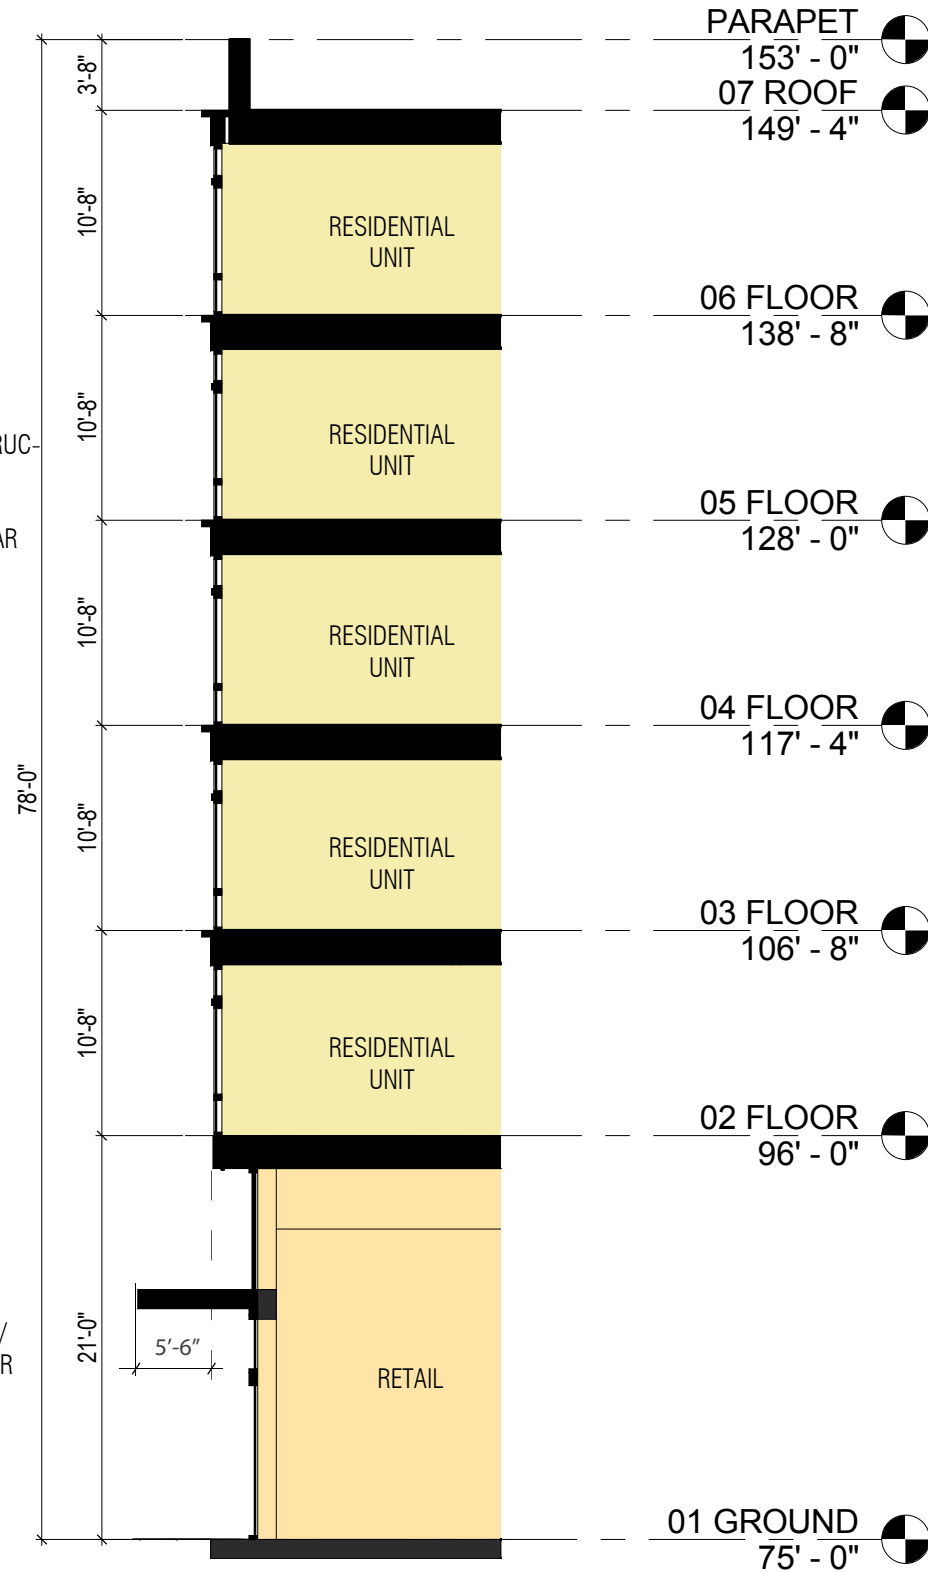 PARAPET
153' - 0"
3'-8"
07 ROOF
149' - 4"
10'-8"
RESIDENTIAL
UNIT
06 FLOOR
138' - 8"
10'-8"
RESIDENTIAL
UNIT
RUC-
05 FLOOR
128' - 0"
AR
10'-8"
RESIDENTIAL
UNIT
04 FLOOR
117' - 4"
78'-0"
10'-8"
RESIDENTIAL
UNIT
03 FLOOR
106' - 8"
10'-8"
RESIDENTIAL
UNIT
02 FLOOR
96' - 0"
21'-0"
/
5'-6"
R
RETAIL
01 GROUND
75' - 0"